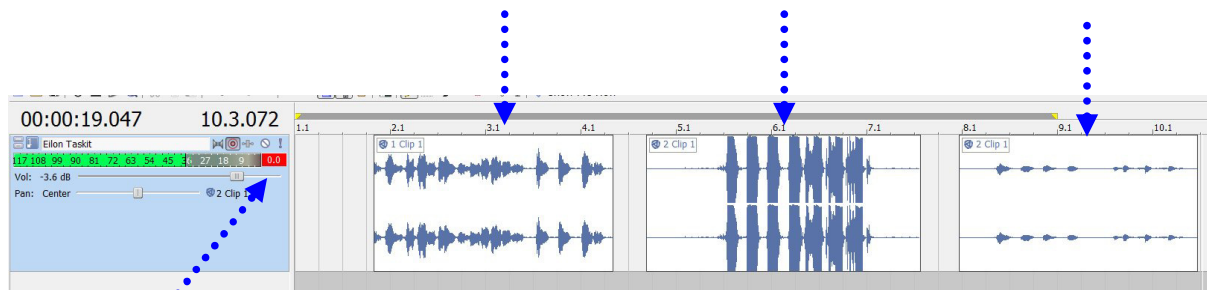 00:00:19.047 10.3.072
1.1 2.1 3.1 4.1 5.1 6.1 7.1 8.1 9.1 10.1
Eilon Taskit
1 Clip 1
2 Clip 1
2 Clip 1
117 108 99 90 81 72 63 54 45 36 27 18 9 0.0
Vol: -3.6 dB
Pan: Center
2 Clip 1